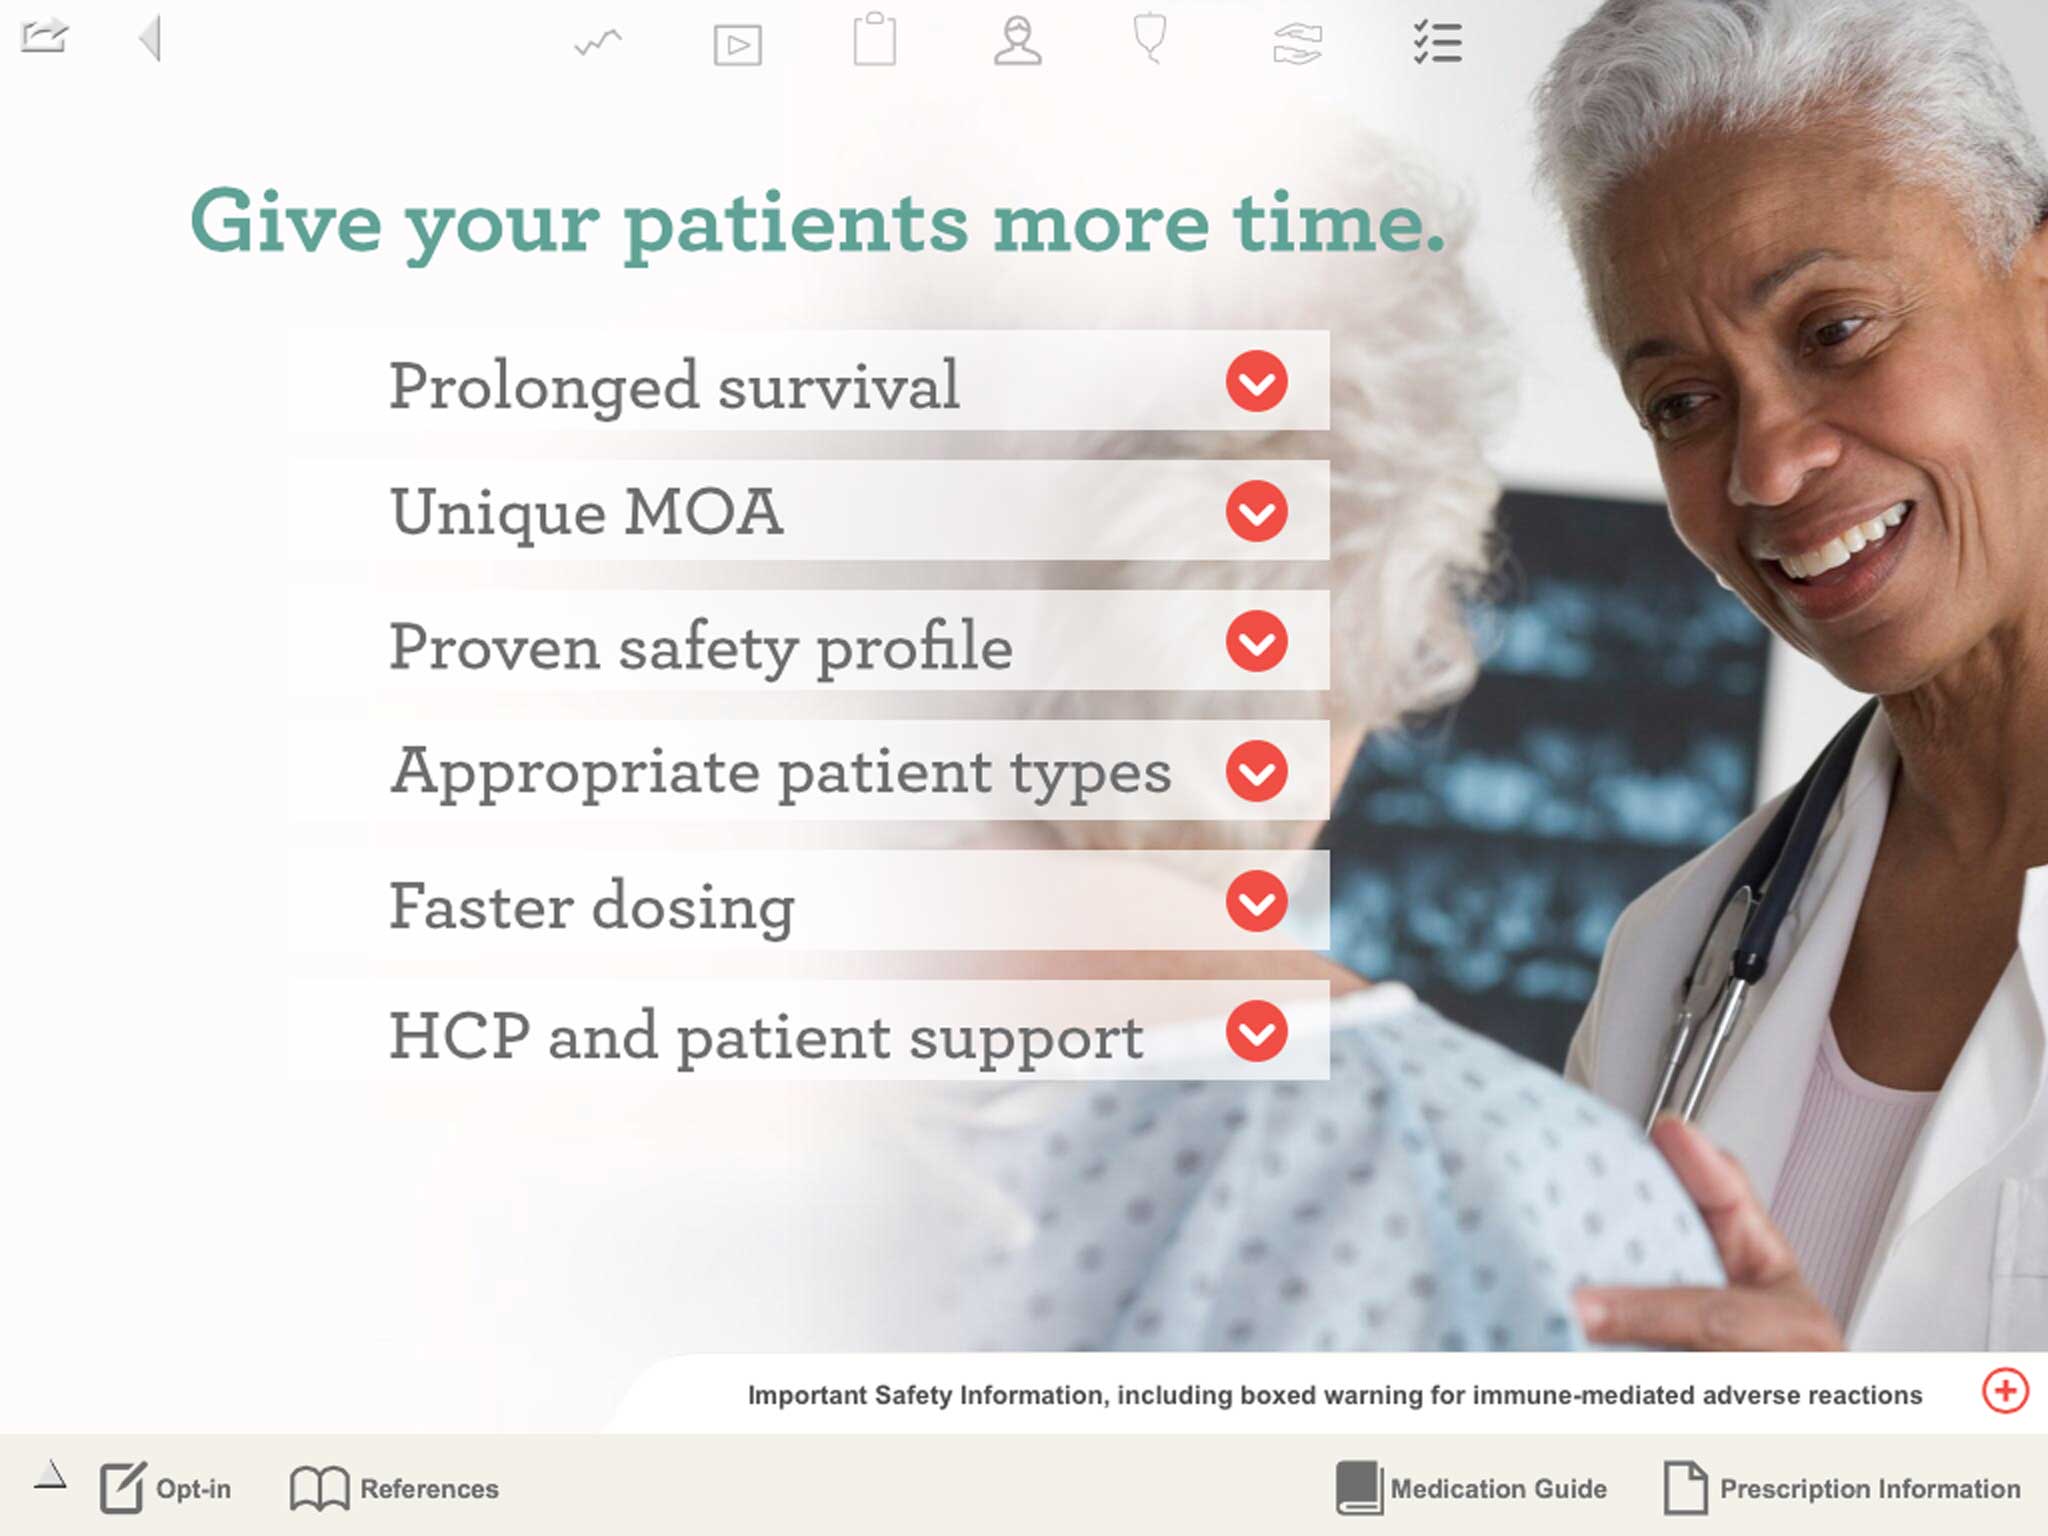 Give your patients more time.
Prolonged survival
Unique MOA
Proven safety profile
Appropriate patient types
Faster dosing
HCP and patient support
Important Safety Information, including boxed warning for immune-mediated adverse reactions
Opt-in
References
Medication Guide
Prescription Information